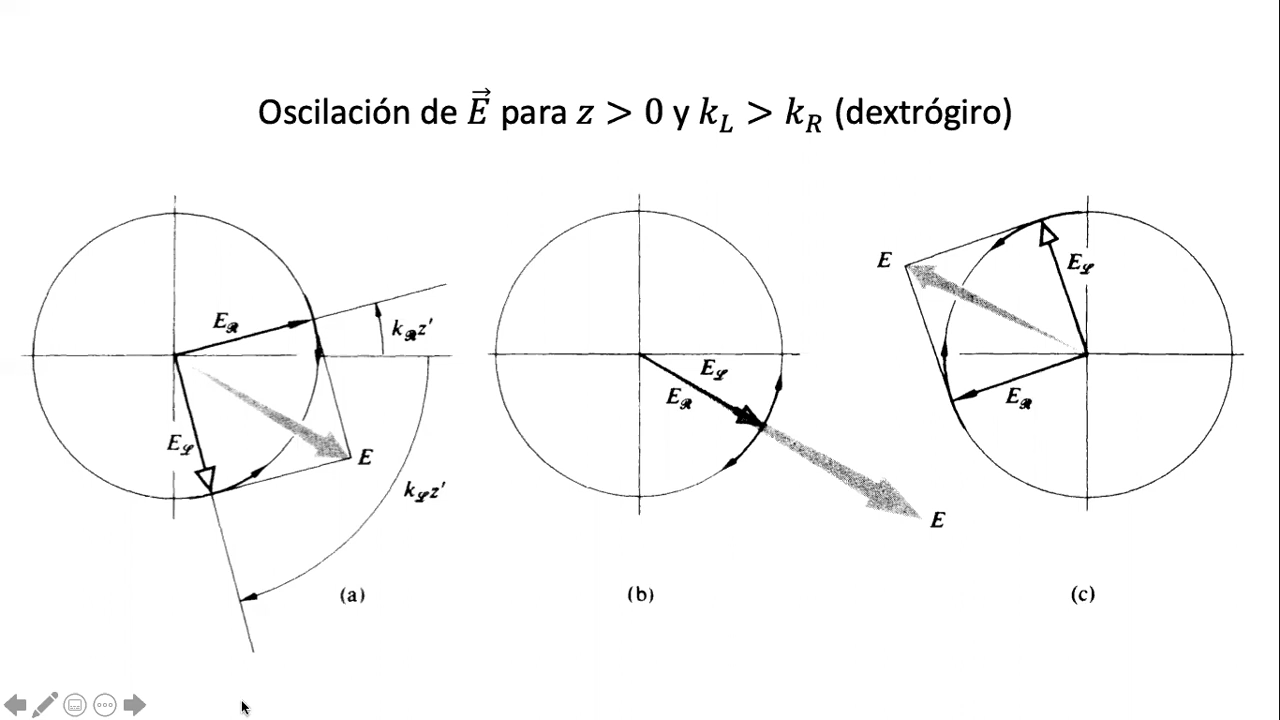 Oscilación de E⃗ para z > 0 y k_L > k_R (dextrógiro)
E_ℛ
k_ℛz'
E_ℒ
E
k_ℒz'
(a)
E_ℒ
E_ℛ
E
(b)
E
E_ℒ
E_ℛ
(c)